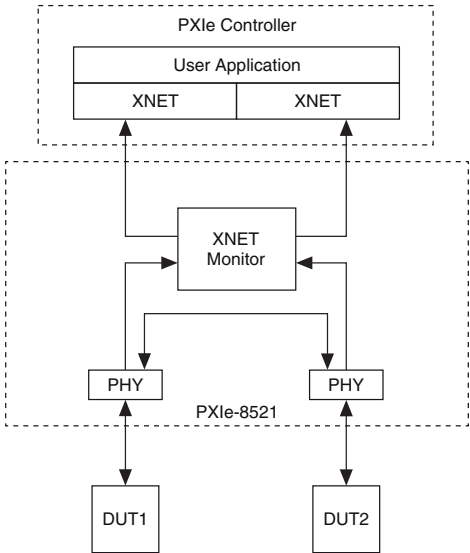 PXIe Controller
User Application
XNET
XNET
XNET
Monitor
PHY
PHY
PXIe-8521
DUT1
DUT2